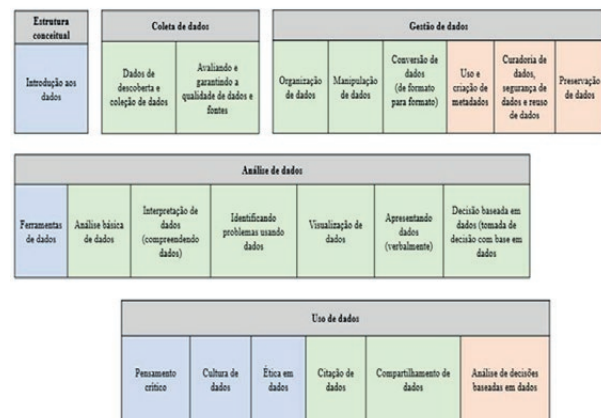 Estrutura
conceitual
Introdução aos
dados
Coleta de dados
Dados de
descoberta e
coleção de dados
Avaliando e
garantindo a
qualidade de dados e
fontes
Gestão de dados
Organização
de dados
Manipulação
de dados
Conversão de
dados
(de formato
para formato)
Uso e
criação de
metadados
Curadoria de
dados,
segurança de
dados e reuso
de dados
Preservação
de dados
Análise de dados
Ferramentas
de dados
Análise básica
de dados
Interpretação de
dados
(compreendendo
dados)
Identificando
problemas usando
dados
Visualização de
dados
Apresentando
dados
(verbalmente)
Decisão baseada em
dados (tomada de
decisão com base em
dados
Uso de dados
Pensamento
crítico
Cultura de
dados
Ética em
dados
Citação de
dados
Compartilhamento de
dados
Análise de decisões
baseadas em dados